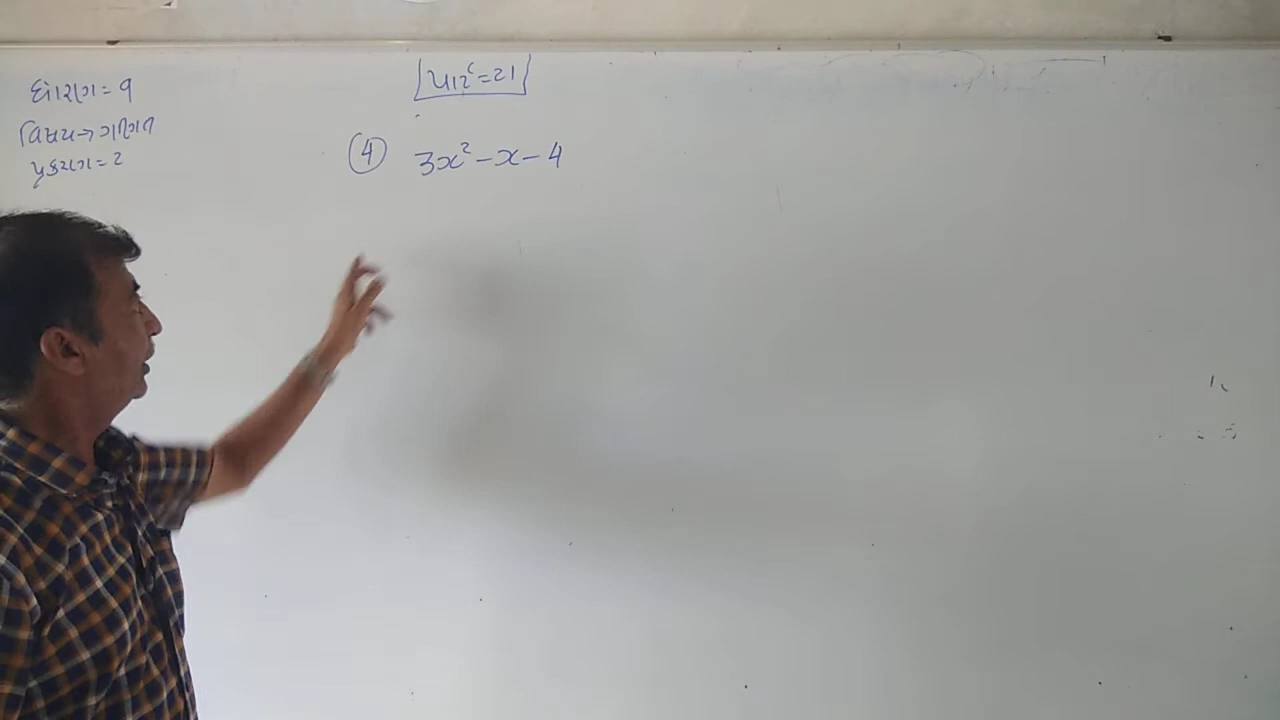 ધોરણ = 9
વિષય → ગણિત
પ્રકરણ = 2
પાર્ટ = 21
④ 3x² - x - 4